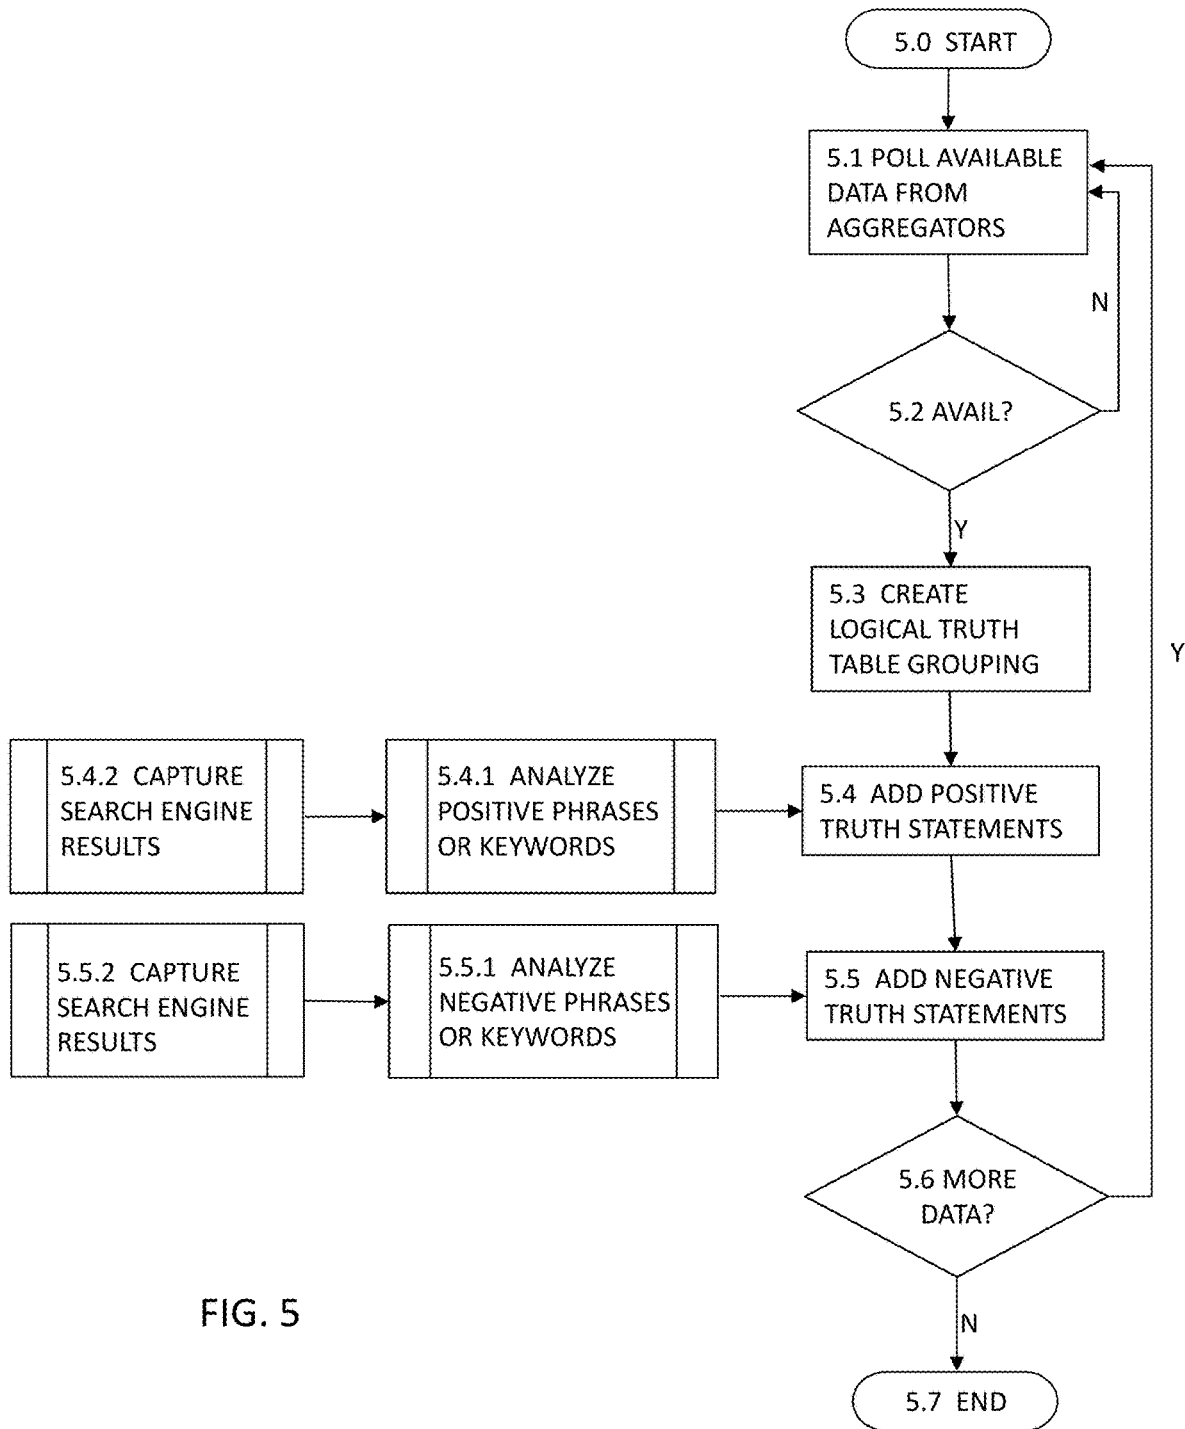 5.0 START
5.1 POLL AVAILABLE
DATA FROM
AGGREGATORS
N
5.2 AVAIL?
Y
5.3 CREATE
LOGICAL TRUTH
TABLE GROUPING
Y
5.4.2 CAPTURE
SEARCH ENGINE
RESULTS
5.4.1 ANALYZE
POSITIVE PHRASES
OR KEYWORDS
5.4 ADD POSITIVE
TRUTH STATEMENTS
5.5.2 CAPTURE
SEARCH ENGINE
RESULTS
5.5.1 ANALYZE
NEGATIVE PHRASES
OR KEYWORDS
5.5 ADD NEGATIVE
TRUTH STATEMENTS
5.6 MORE
DATA?
FIG. 5
N
5.7 END